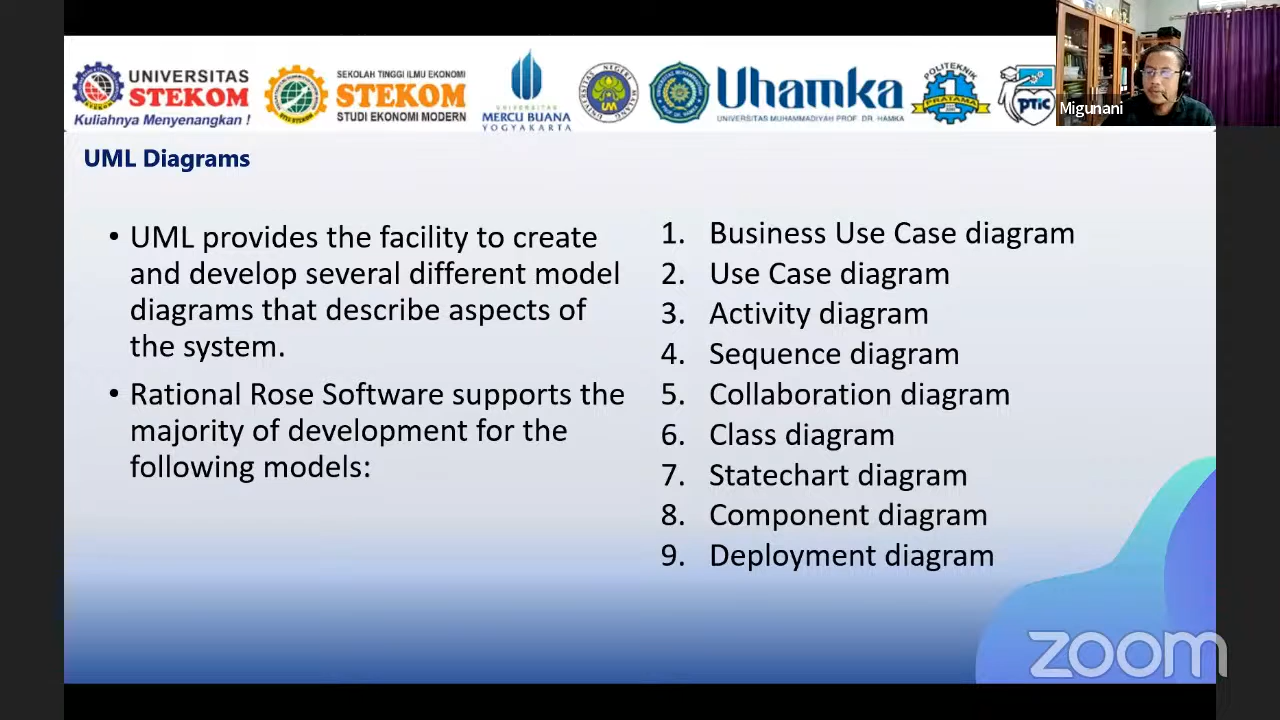 UNIVERSITAS
STEKOM
Kuliahnya Menyenangkan !
SEKOLAH TINGGI ILMU EKONOMI
STEKOM
STUDI EKONOMI MODERN
UNIVERSITAS
MERCU BUANA
YOGYAKARTA
UNIVERSITAS NEGERI MALANG
UM
Uhamka
UNIVERSITAS MUHAMMADIYAH PROF. DR. HAMKA
POLITEKNIK
PRATAMA
PTIC
Migunani
UML Diagrams
• UML provides the facility to create
and develop several different model
diagrams that describe aspects of
the system.
• Rational Rose Software supports the
majority of development for the
following models:
1. Business Use Case diagram
2. Use Case diagram
3. Activity diagram
4. Sequence diagram
5. Collaboration diagram
6. Class diagram
7. Statechart diagram
8. Component diagram
9. Deployment diagram
zoom